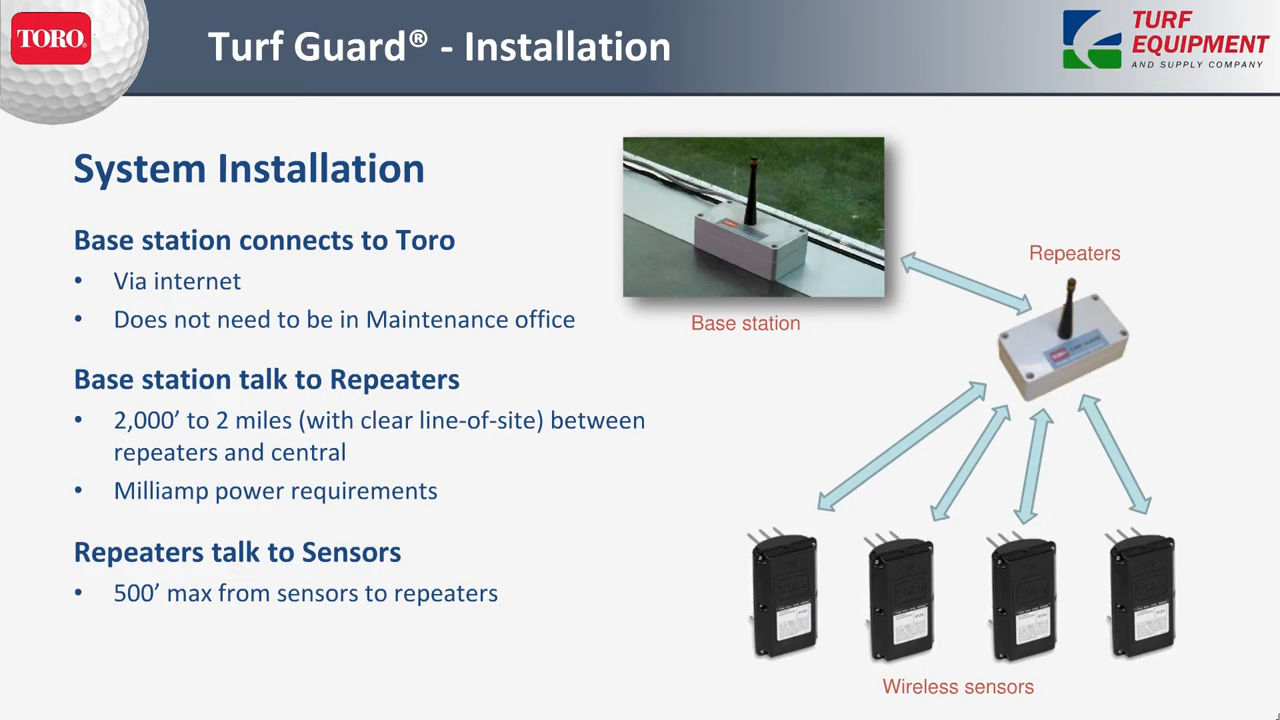 TORO
Turf Guard® - Installation
TURF
EQUIPMENT
AND SUPPLY COMPANY
System Installation
Base station connects to Toro
• Via internet
• Does not need to be in Maintenance office
Base station talk to Repeaters
• 2,000’ to 2 miles (with clear line-of-site) between
repeaters and central
• Milliamp power requirements
Repeaters talk to Sensors
• 500’ max from sensors to repeaters
Base station
Repeaters
Wireless sensors